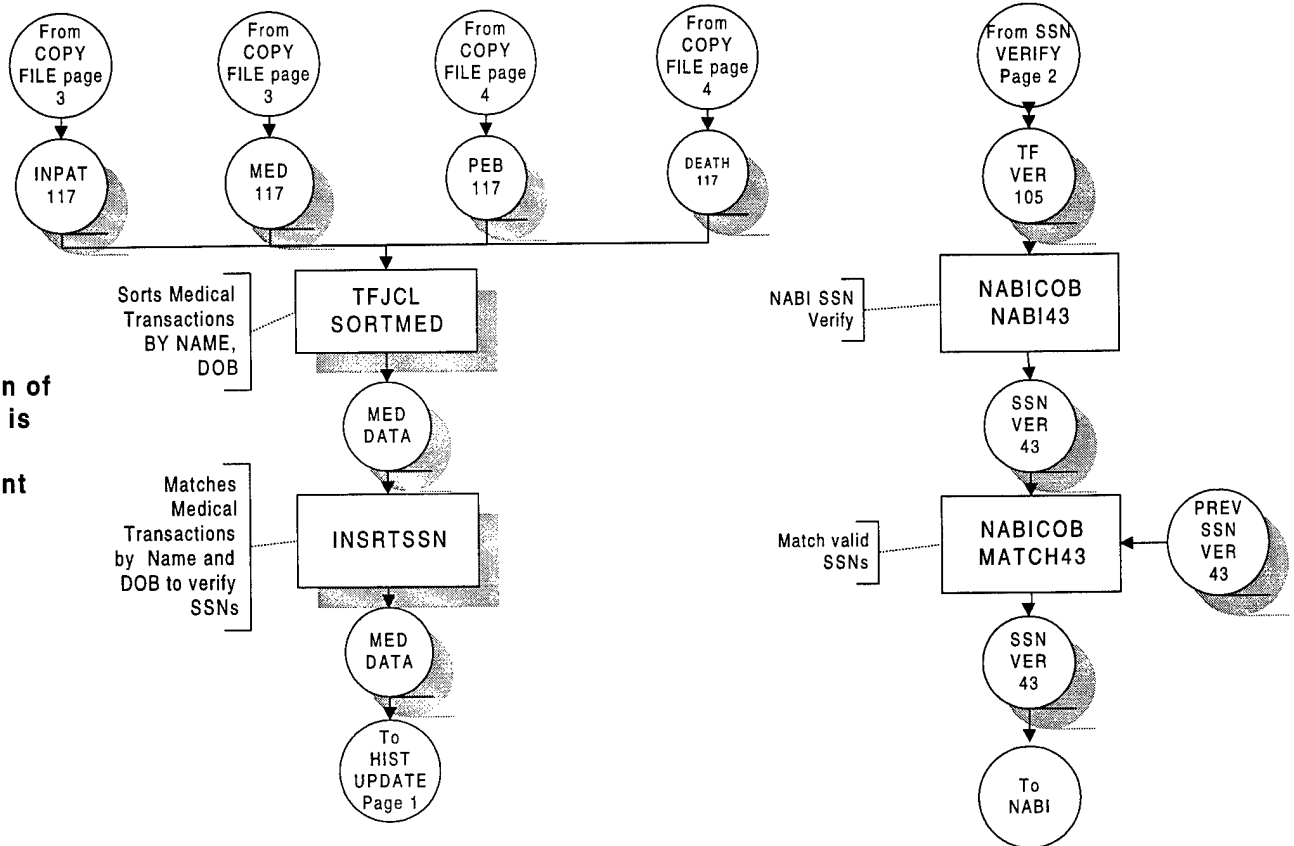 From
COPY
FILE page
3
From
COPY
FILE page
3
From
COPY
FILE page
4
From
COPY
FILE page
4
From SSN
VERIFY
Page 2
INPAT
117
MED
117
PEB
117
DEATH
117
TF
VER
105
Sorts Medical
Transactions
BY NAME,
DOB
TFJCL
SORTMED
NABI SSN
Verify
NABICOB
NABI43
n of
is
nt
MED
DATA
SSN
VER
43
Matches
Medical
Transactions
by Name and
DOB to verify
SSNs
INSRTSSN
Match valid
SSNs
NABICOB
MATCH43
PREV
SSN
VER
43
MED
DATA
SSN
VER
43
To
HIST
UPDATE
Page 1
To
NABI